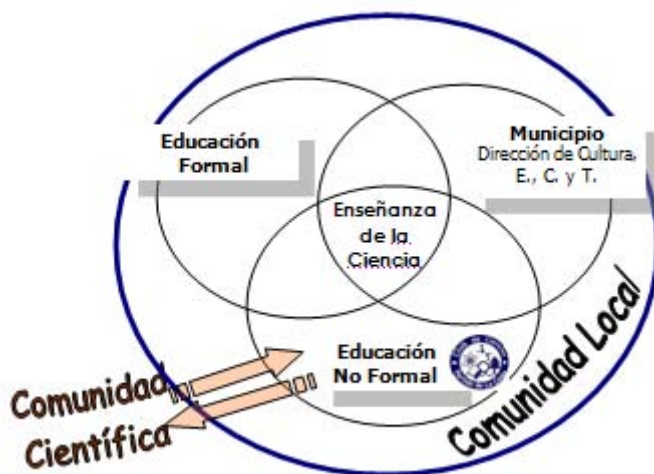 Educación
Formal
Municipio
Dirección de Cultura,
E., C. y T.
Enseñanza
de la
Ciencia
Educación
No Formal
Comunidad Local
Comunidad
Científica